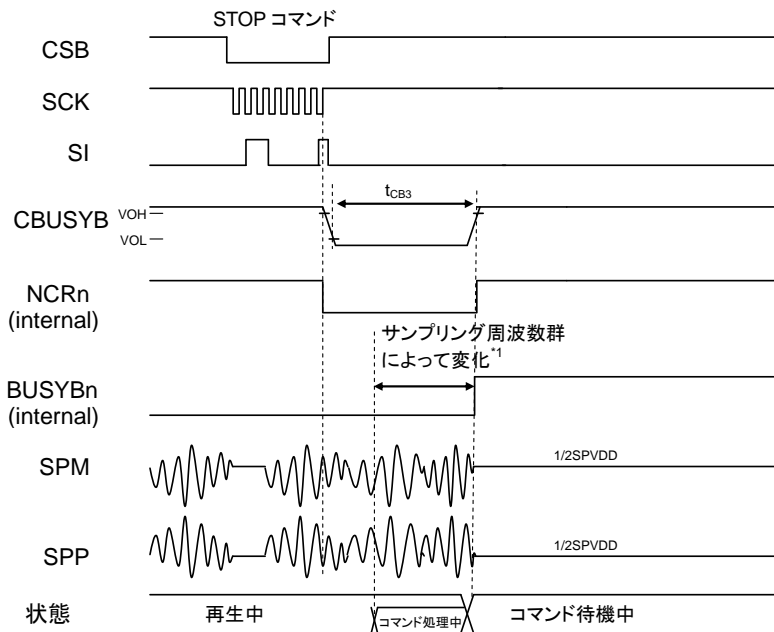 STOP コマンド
CSB
SCK
SI
tCB3
CBUSYB
VOH
VOL
NCRn
(internal)
サンプリング周波数群
によって変化*1
BUSYBn
(internal)
SPM
1/2SPVDD
SPP
1/2SPVDD
状態
再生中
コマンド処理中
コマンド待機中